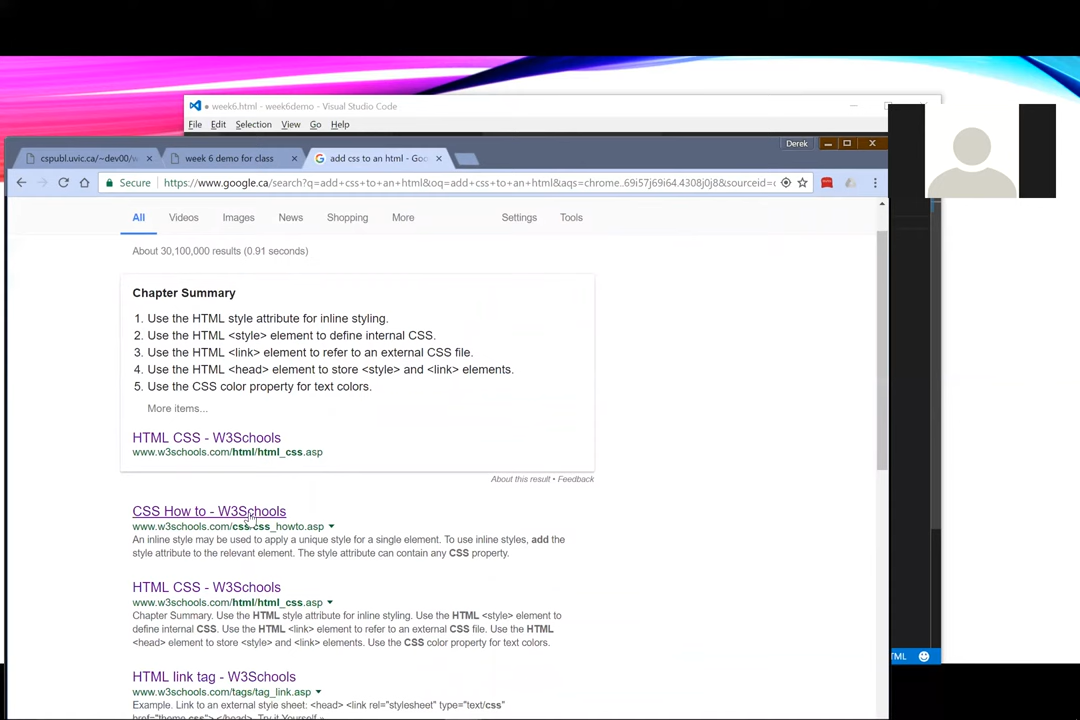 week6.html - week6demo - Visual Studio Code
File Edit Selection View Go Help
Derek
cspubl.uvic.ca/~dev00/w
week 6 demo for class
add css to an html - Goo
Secure https://www.google.ca/search?q=add+css+to+an+html&oq=add+css+to+an+html&aqs=chrome..69i57j69i64.4308j0j8&sourceid=c
All Videos Images News Shopping More Settings Tools
About 30,100,000 results (0.91 seconds)
Chapter Summary
1. Use the HTML style attribute for inline styling.
2. Use the HTML <style> element to define internal CSS.
3. Use the HTML <link> element to refer to an external CSS file.
4. Use the HTML <head> element to store <style> and <link> elements.
5. Use the CSS color property for text colors.
More items...
HTML CSS - W3Schools
www.w3schools.com/html/html_css.asp
About this result • Feedback
CSS How to - W3Schools
www.w3schools.com/css/css_howto.asp
An inline style may be used to apply a unique style for a single element. To use inline styles, add the
style attribute to the relevant element. The style attribute can contain any CSS property.
HTML CSS - W3Schools
www.w3schools.com/html/html_css.asp
Chapter Summary. Use the HTML style attribute for inline styling. Use the HTML <style> element to
define internal CSS. Use the HTML <link> element to refer to an external CSS file. Use the HTML
<head> element to store <style> and <link> elements. Use the CSS color property for text colors.
HTML link tag - W3Schools
www.w3schools.com/tags/tag_link.asp
Example. Link to an external style sheet: <head> <link rel="stylesheet" type="text/css"
href="theme.css"> </head>. Try it Yourself »